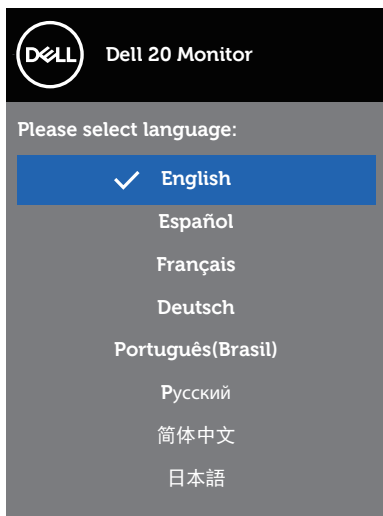 DELL Dell 20 Monitor
Please select language:
English
Español
Français
Deutsch
Português(Brasil)
Русский
简体中文
日本語